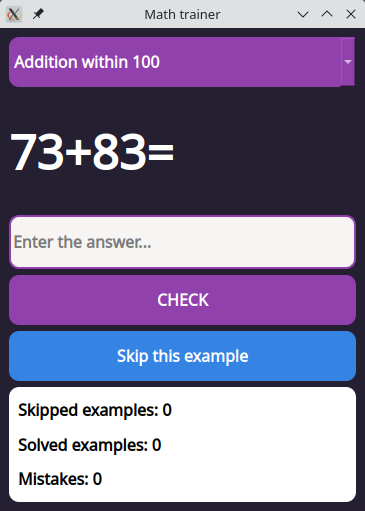 Math trainer
Addition within 100
73+83=
Enter the answer...
CHECK
Skip this example
Skipped examples: 0
Solved examples: 0
Mistakes: 0